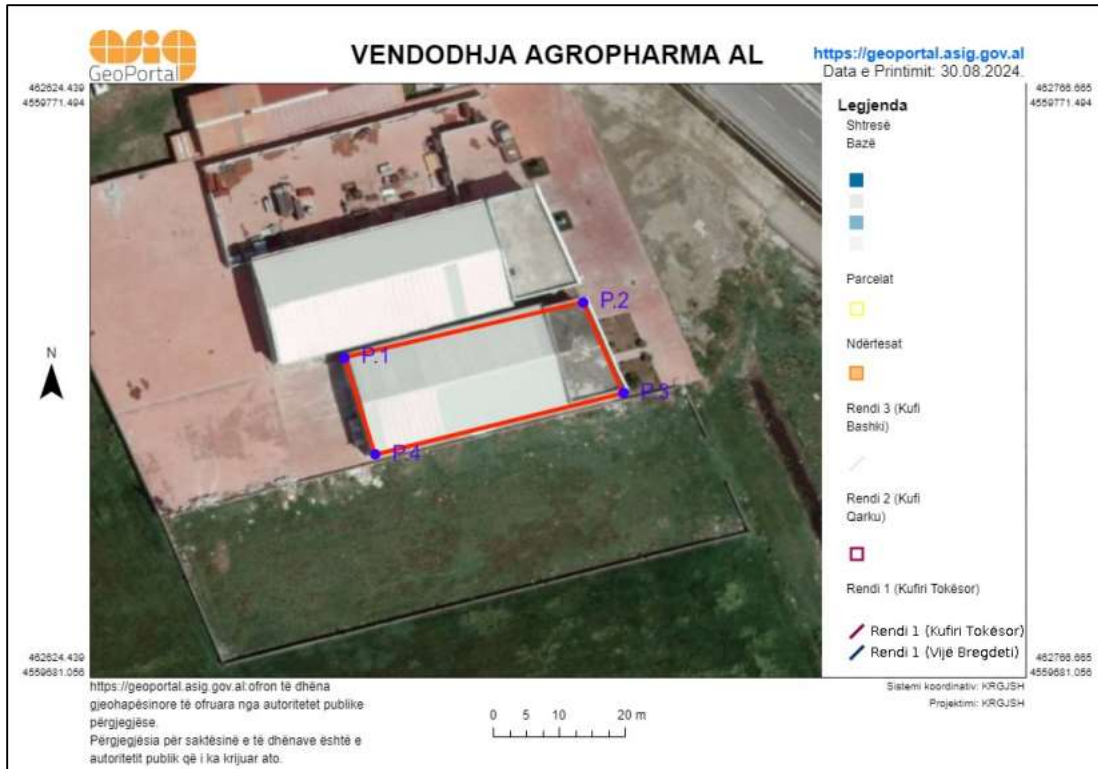 asig
GeoPortal
VENDODHJA AGROPHARMA AL
https://geoportal.asig.gov.al
Data e Printimit: 30.08.2024.
462624.439
4559771.494
462766.665
4559771.494
Legjenda
Shtresë
Bazë
Parcelat
Ndërtesat
Rendi 3 (Kufi
Bashki)
Rendi 2 (Kufi
Qarku)
Rendi 1 (Kufiri Tokësor)
Rendi 1 (Kufiri Tokësor)
Rendi 1 (Vijë Bregdeti)
N
P.1
P.2
P.3
P.4
462624.439
4559681.056
462766.665
4559681.056
https://geoportal.asig.gov.al:ofron të dhëna
gjeohapësinore të ofruara nga autoritetet publike
përgjegjëse.
Përgjegjësia për saktësinë e të dhënave është e
autoritetit publik që i ka krijuar ato.
0 5 10 20 m
Sistemi koordinativ: KRGJSH
Projektimi: KRGJSH